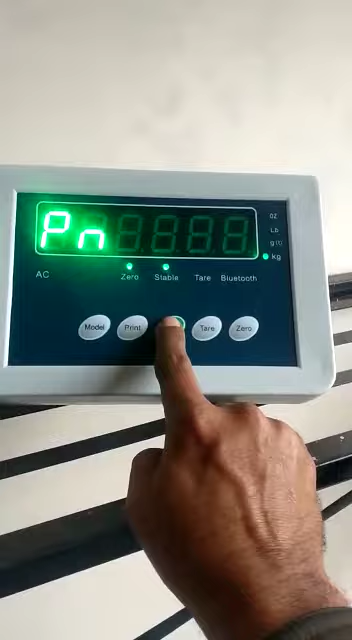 Pn
OZ
Lb
g(t)
kg
AC Zero Stable Tare Bluetooth
Model Print Tare Zero